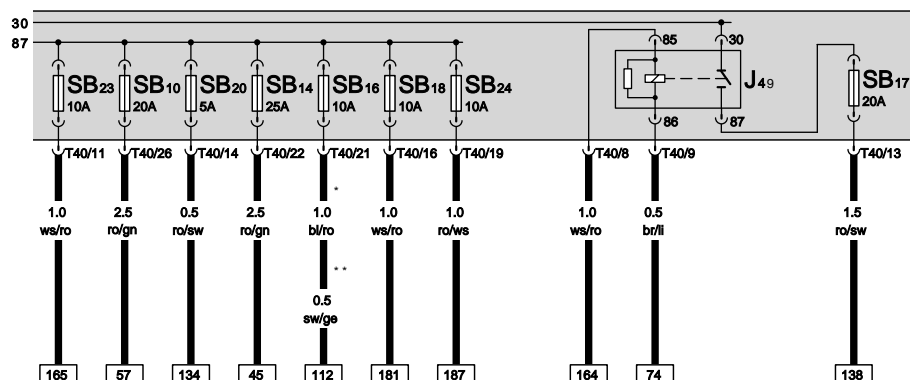 30
87
85 30
SB23 SB10 SB20 SB14 SB16 SB18 SB24 J49 SB17
10A 20A 5A 25A 10A 10A 10A 20A
86 87
T40/11 T40/26 T40/14 T40/22 T40/21 T40/16 T40/19 T40/8 T40/9 T40/13
*
1.0 2.5 0.5 2.5 1.0 1.0 1.0 1.0 0.5 1.5
ws/ro ro/gn ro/sw ro/gn bl/ro ws/ro ro/ws ws/ro br/li ro/sw
**
0.5
sw/ge
165 57 134 45 112 181 187 164 74 138